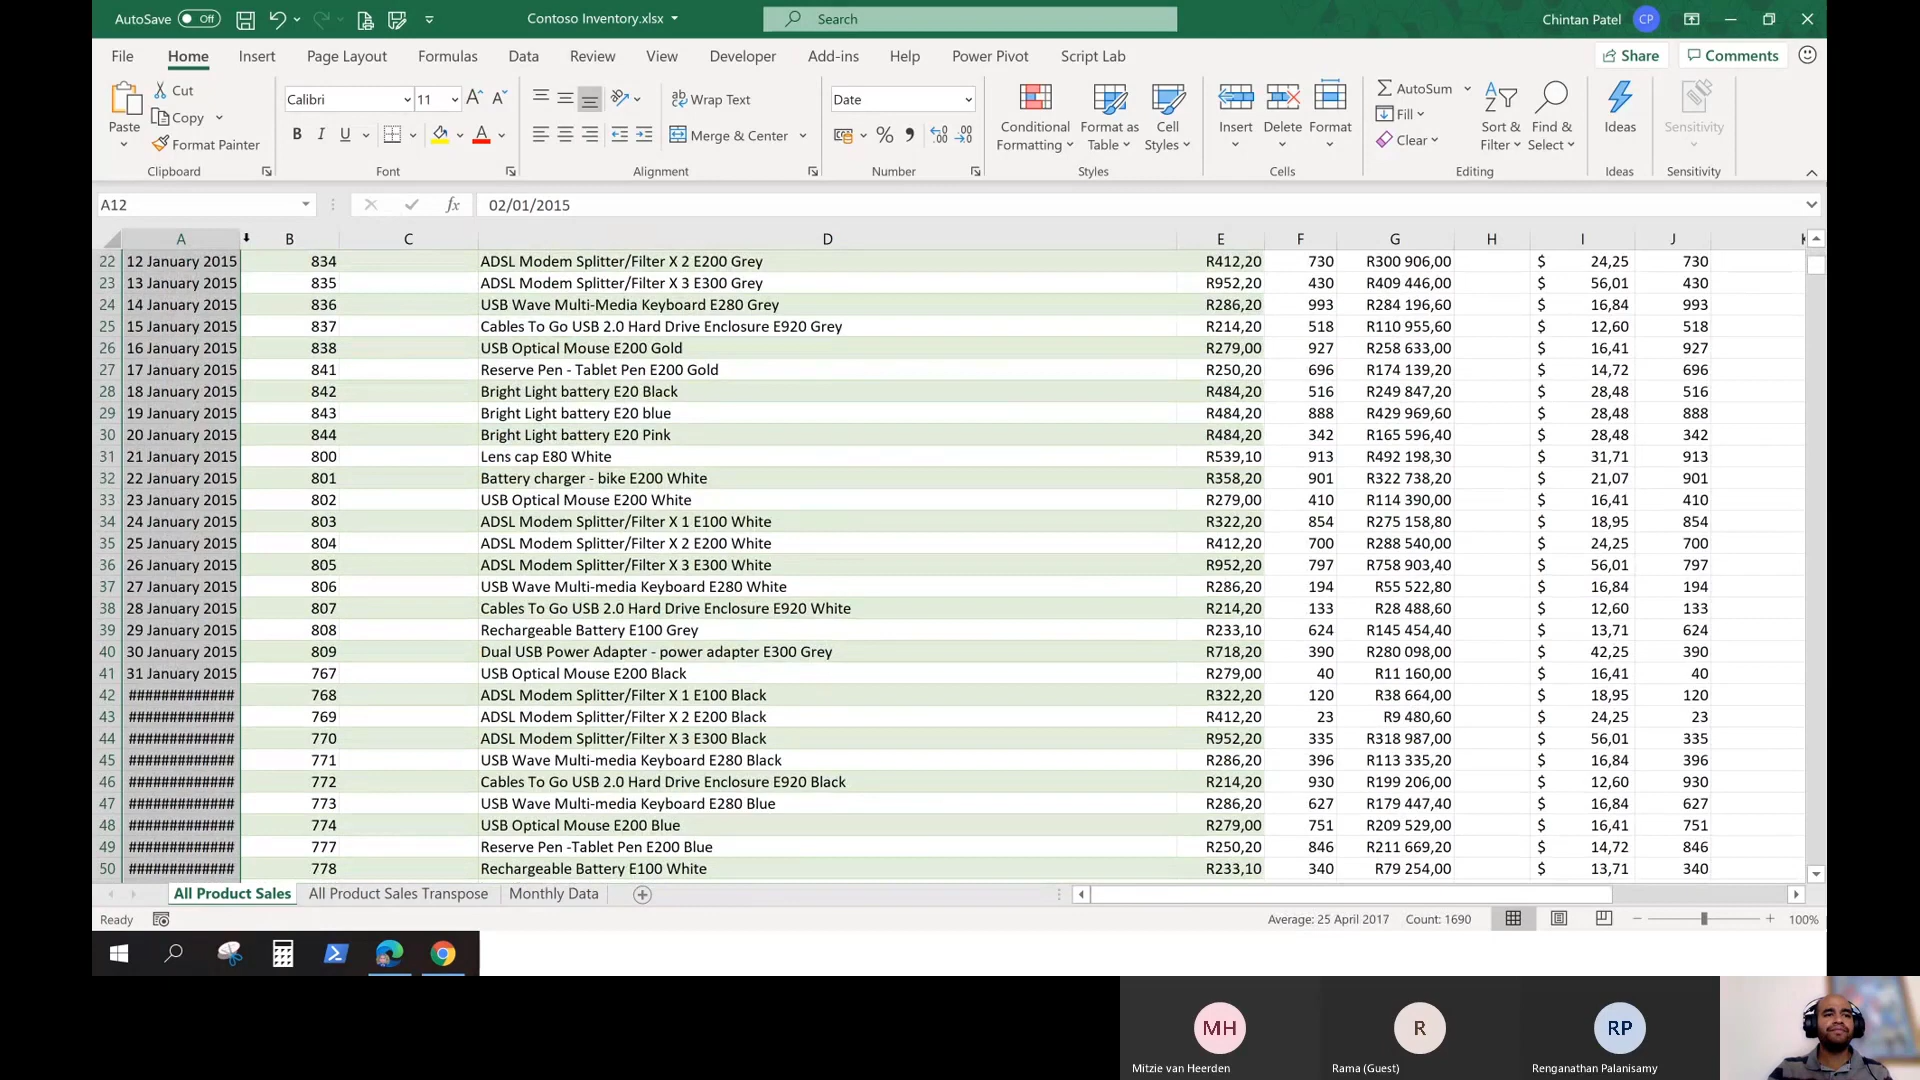 AutoSave Off Contoso Inventory.xlsx Search Chintan Patel CP
File Home Insert Page Layout Formulas Data Review View Developer Add-ins Help Power Pivot Script Lab Share Comments
Paste Cut Copy Format Painter
Calibri 11 B I U
Wrap Text Merge & Center
Date % 9
Conditional Formatting Format as Table Cell Styles
Insert Delete Format
AutoSum Fill Clear Sort & Filter Find & Select
Ideas Sensitivity
Clipboard Font Alignment Number Styles Cells Editing Ideas Sensitivity
A12 fx 02/01/2015
A B C D E F G H I J K
22 12 January 2015 834 ADSL Modem Splitter/Filter X 2 E200 Grey R412,20 730 R300 906,00 $ 24,25 730
23 13 January 2015 835 ADSL Modem Splitter/Filter X 3 E300 Grey R952,20 430 R409 446,00 $ 56,01 430
24 14 January 2015 836 USB Wave Multi-Media Keyboard E280 Grey R286,20 993 R284 196,60 $ 16,84 993
25 15 January 2015 837 Cables To Go USB 2.0 Hard Drive Enclosure E920 Grey R214,20 518 R110 955,60 $ 12,60 518
26 16 January 2015 838 USB Optical Mouse E200 Gold R279,00 927 R258 633,00 $ 16,41 927
27 17 January 2015 841 Reserve Pen - Tablet Pen E200 Gold R250,20 696 R174 139,20 $ 14,72 696
28 18 January 2015 842 Bright Light battery E20 Black R484,20 516 R249 847,20 $ 28,48 516
29 19 January 2015 843 Bright Light battery E20 blue R484,20 888 R429 969,60 $ 28,48 888
30 20 January 2015 844 Bright Light battery E20 Pink R484,20 342 R165 596,40 $ 28,48 342
31 21 January 2015 800 Lens cap E80 White R539,10 913 R492 198,30 $ 31,71 913
32 22 January 2015 801 Battery charger - bike E200 White R358,20 901 R322 738,20 $ 21,07 901
33 23 January 2015 802 USB Optical Mouse E200 White R279,00 410 R114 390,00 $ 16,41 410
34 24 January 2015 803 ADSL Modem Splitter/Filter X 1 E100 White R322,20 854 R275 158,80 $ 18,95 854
35 25 January 2015 804 ADSL Modem Splitter/Filter X 2 E200 White R412,20 700 R288 540,00 $ 24,25 700
36 26 January 2015 805 ADSL Modem Splitter/Filter X 3 E300 White R952,20 797 R758 903,40 $ 56,01 797
37 27 January 2015 806 USB Wave Multi-media Keyboard E280 White R286,20 194 R55 522,80 $ 16,84 194
38 28 January 2015 807 Cables To Go USB 2.0 Hard Drive Enclosure E920 White R214,20 133 R28 488,60 $ 12,60 133
39 29 January 2015 808 Rechargeable Battery E100 Grey R233,10 624 R145 454,40 $ 13,71 624
40 30 January 2015 809 Dual USB Power Adapter - power adapter E300 Grey R718,20 390 R280 098,00 $ 42,25 390
41 31 January 2015 767 USB Optical Mouse E200 Black R279,00 40 R11 160,00 $ 16,41 40
42 ############# 768 ADSL Modem Splitter/Filter X 1 E100 Black R322,20 120 R38 664,00 $ 18,95 120
43 ############# 769 ADSL Modem Splitter/Filter X 2 E200 Black R412,20 23 R9 480,60 $ 24,25 23
44 ############# 770 ADSL Modem Splitter/Filter X 3 E300 Black R952,20 335 R318 987,00 $ 56,01 335
45 ############# 771 USB Wave Multi-media Keyboard E280 Black R286,20 396 R113 335,20 $ 16,84 396
46 ############# 772 Cables To Go USB 2.0 Hard Drive Enclosure E920 Black R214,20 930 R199 206,00 $ 12,60 930
47 ############# 773 USB Wave Multi-media Keyboard E280 Blue R286,20 627 R179 447,40 $ 16,84 627
48 ############# 774 USB Optical Mouse E200 Blue R279,00 751 R209 529,00 $ 16,41 751
49 ############# 777 Reserve Pen -Tablet Pen E200 Blue R250,20 846 R211 669,20 $ 14,72 846
50 ############# 778 Rechargeable Battery E100 White R233,10 340 R79 254,00 $ 13,71 340
All Product Sales All Product Sales Transpose Monthly Data
Ready Average: 25 April 2017 Count: 1690 100%
MH R RP
Mitzie van Heerden Rama (Guest) Renganathan Palanisamy